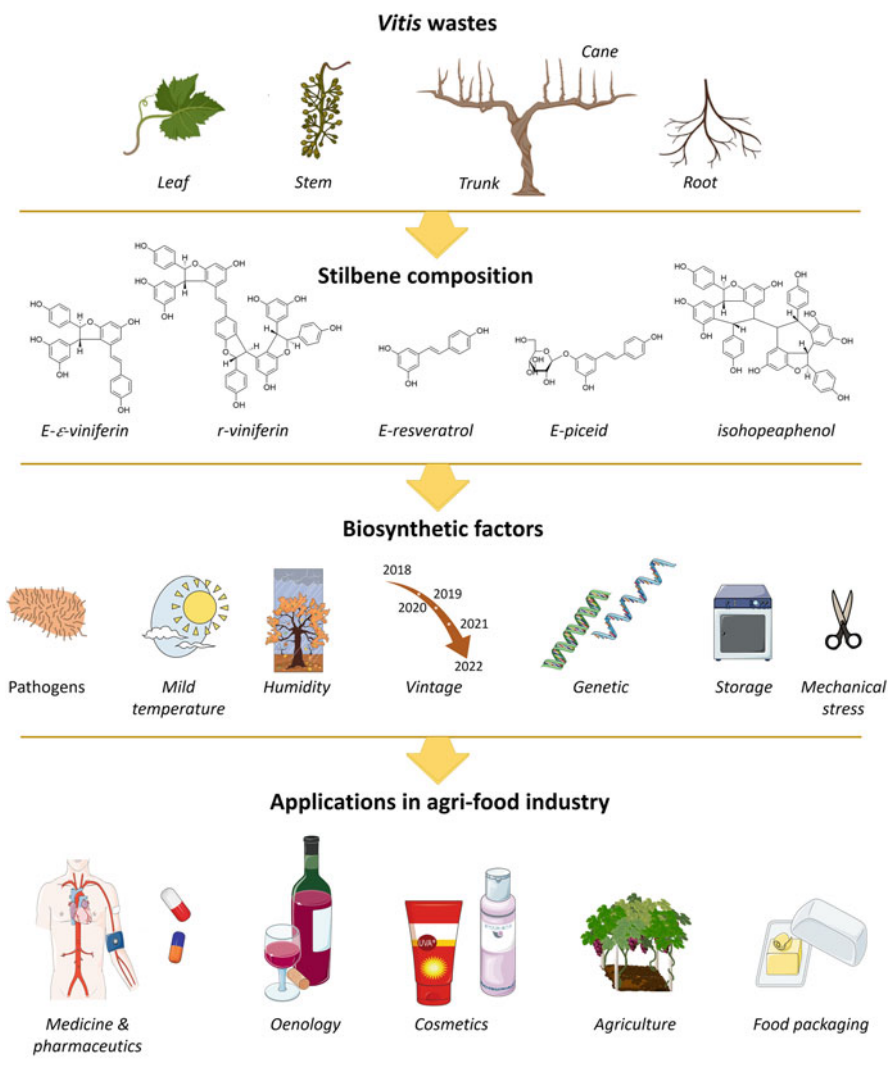 Vitis wastes
Cane
Leaf
Stem
Trunk
Root
Stilbene composition
E-ε-viniferin
r-viniferin
E-resveratrol
E-piceid
isohopeaphenol
Biosynthetic factors
2018
2019
2020
2021
2022
Pathogens
Mild
temperature
Humidity
Vintage
Genetic
Storage
Mechanical
stress
Applications in agri-food industry
UVA+
Medicine &
pharmaceutics
Oenology
Cosmetics
Agriculture
Food packaging